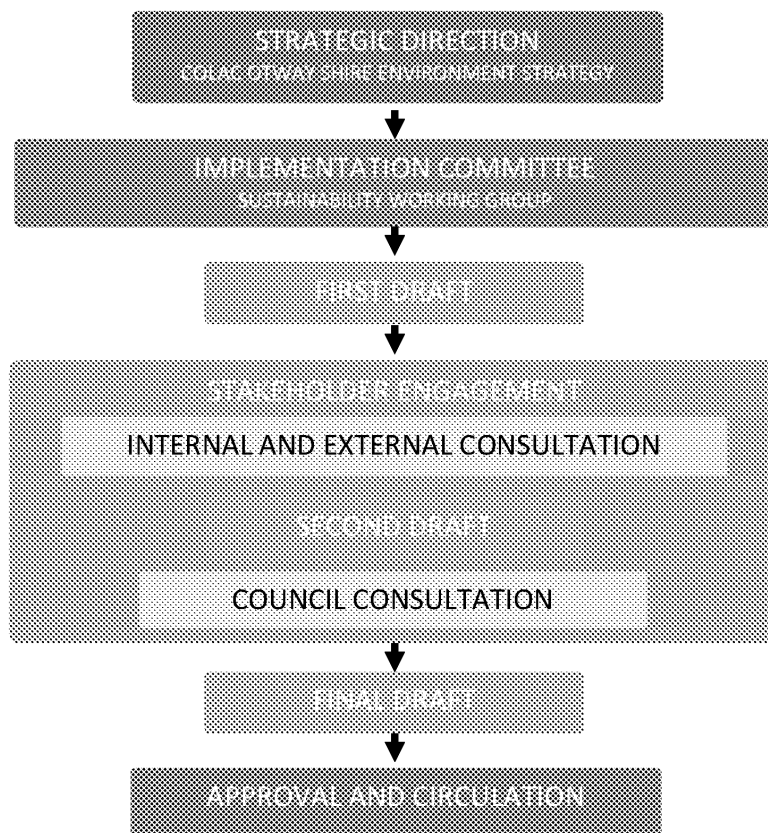 STRATEGIC DIRECTION
COLAC OTWAY SHIRE ENVIRONMENT STRATEGY
IMPLEMENTATION COMMITTEE
SUSTAINABILITY WORKING GROUP
FIRST DRAFT
STAKEHOLDER ENGAGEMENT
INTERNAL AND EXTERNAL CONSULTATION
SECOND DRAFT
COUNCIL CONSULTATION
FINAL DRAFT
APPROVAL AND CIRCULATION